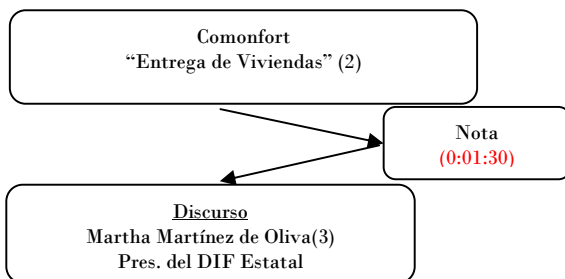 Comonfort
“Entrega de Viviendas” (2)
Nota
(0:01:30)
Discurso
Martha Martínez de Oliva(3)
Pres. del DIF Estatal